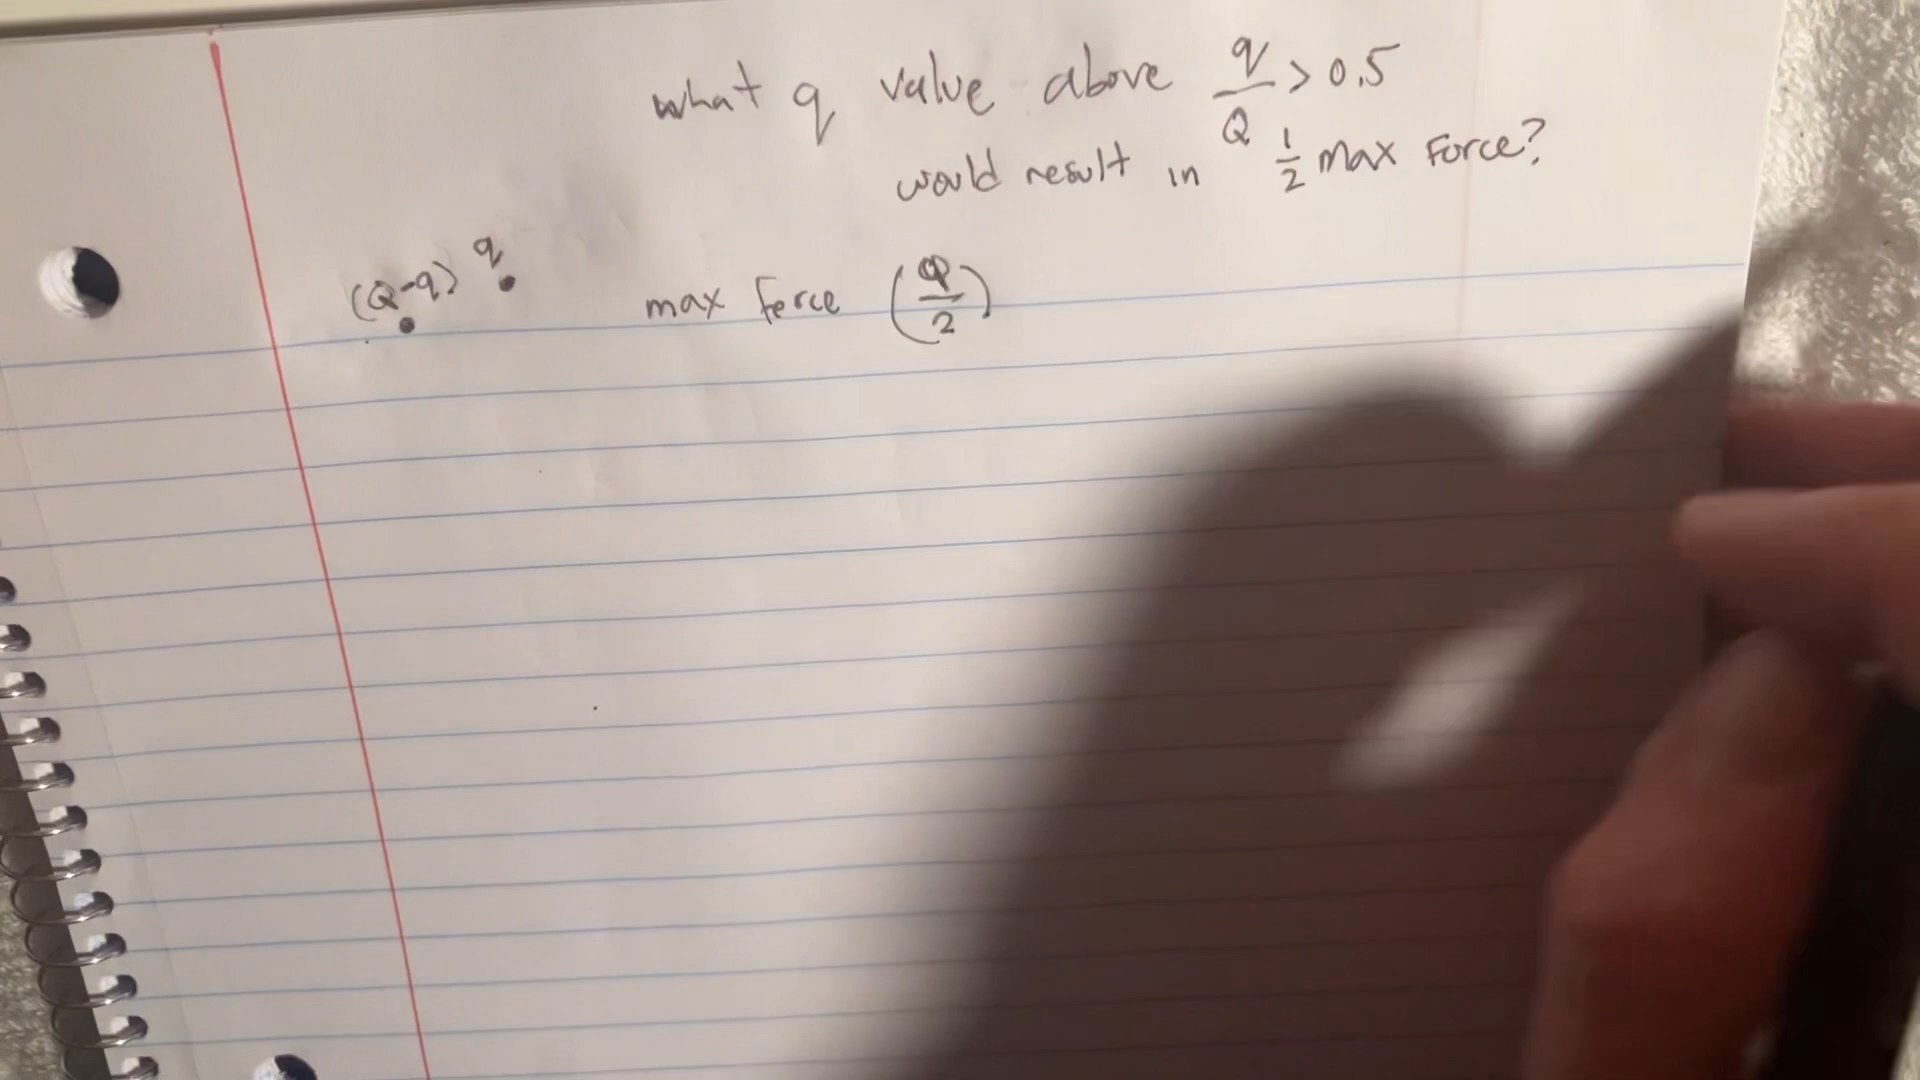 what q value above q/Q > 0.5
would result in 1/2 max force?
(Q-q) q
max force (Q/2)